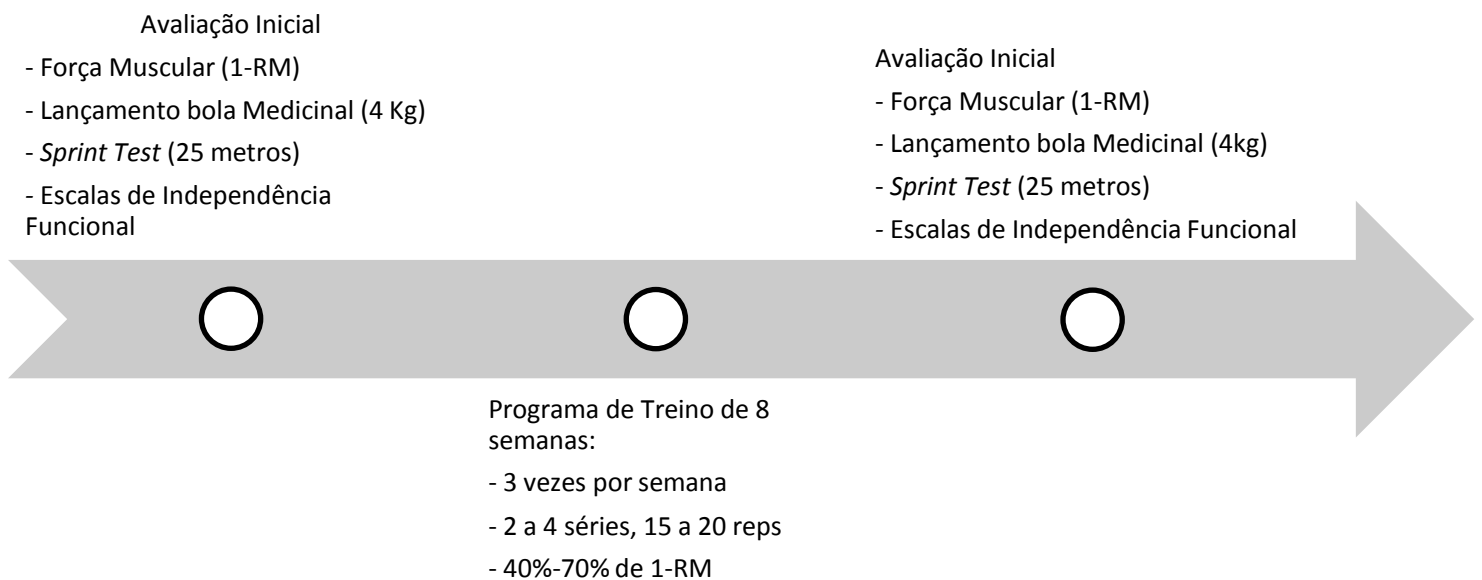 Avaliação Inicial
- Força Muscular (1-RM)
- Lançamento bola Medicinal (4 Kg)
- Sprint Test (25 metros)
- Escalas de Independência
Funcional
Programa de Treino de 8
semanas:
- 3 vezes por semana
- 2 a 4 séries, 15 a 20 reps
- 40%-70% de 1-RM
Avaliação Inicial
- Força Muscular (1-RM)
- Lançamento bola Medicinal (4kg)
- Sprint Test (25 metros)
- Escalas de Independência Funcional